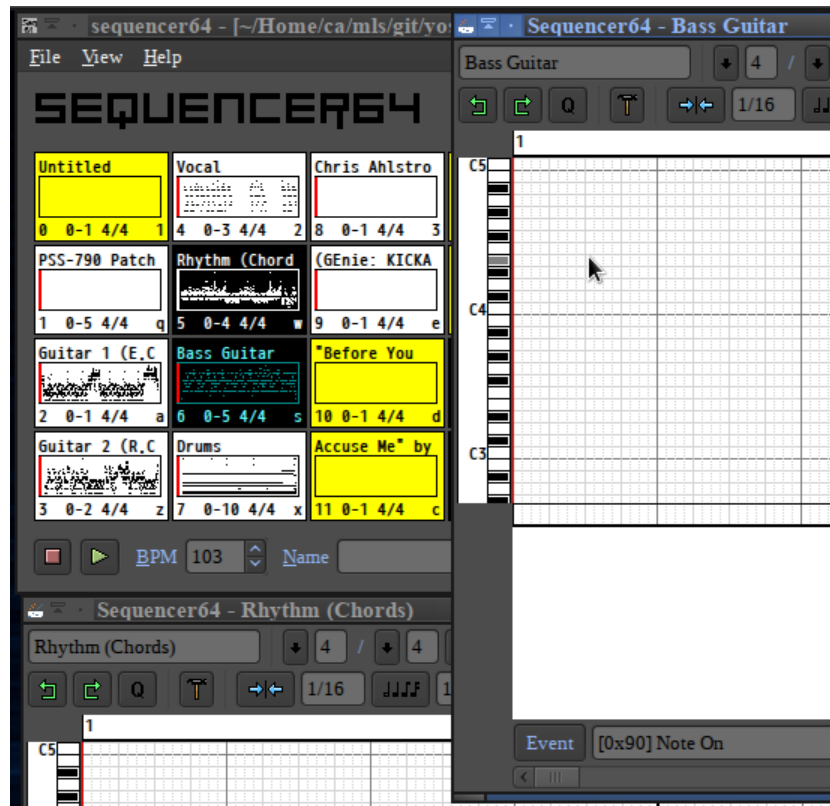 sequencer64 - [~/Home/ca/mls/git/yo
File View Help
SEQUENCER64
Untitled
0 0-1 4/4 1
Vocal
4 0-3 4/4 2
Chris Ahlstro
8 0-1 4/4 3
PSS-790 Patch
1 0-5 4/4 q
Rhythm (Chord
5 0-4 4/4 w
(GEnie: KICKA
9 0-1 4/4 e
Guitar 1 (E.C
2 0-1 4/4 a
Bass Guitar
6 0-5 4/4 s
"Before You
10 0-1 4/4 d
Guitar 2 (R.C
3 0-2 4/4 z
Drums
7 0-10 4/4 x
Accuse Me" by
11 0-1 4/4 c
BPM 103 Name
Sequencer64 - Bass Guitar
Bass Guitar 4 /
Q 1/16
1
C5
C4
C3
Event [0x90] Note On
Sequencer64 - Rhythm (Chords)
Rhythm (Chords) 4 / 4
Q 1/16 1
1
C5